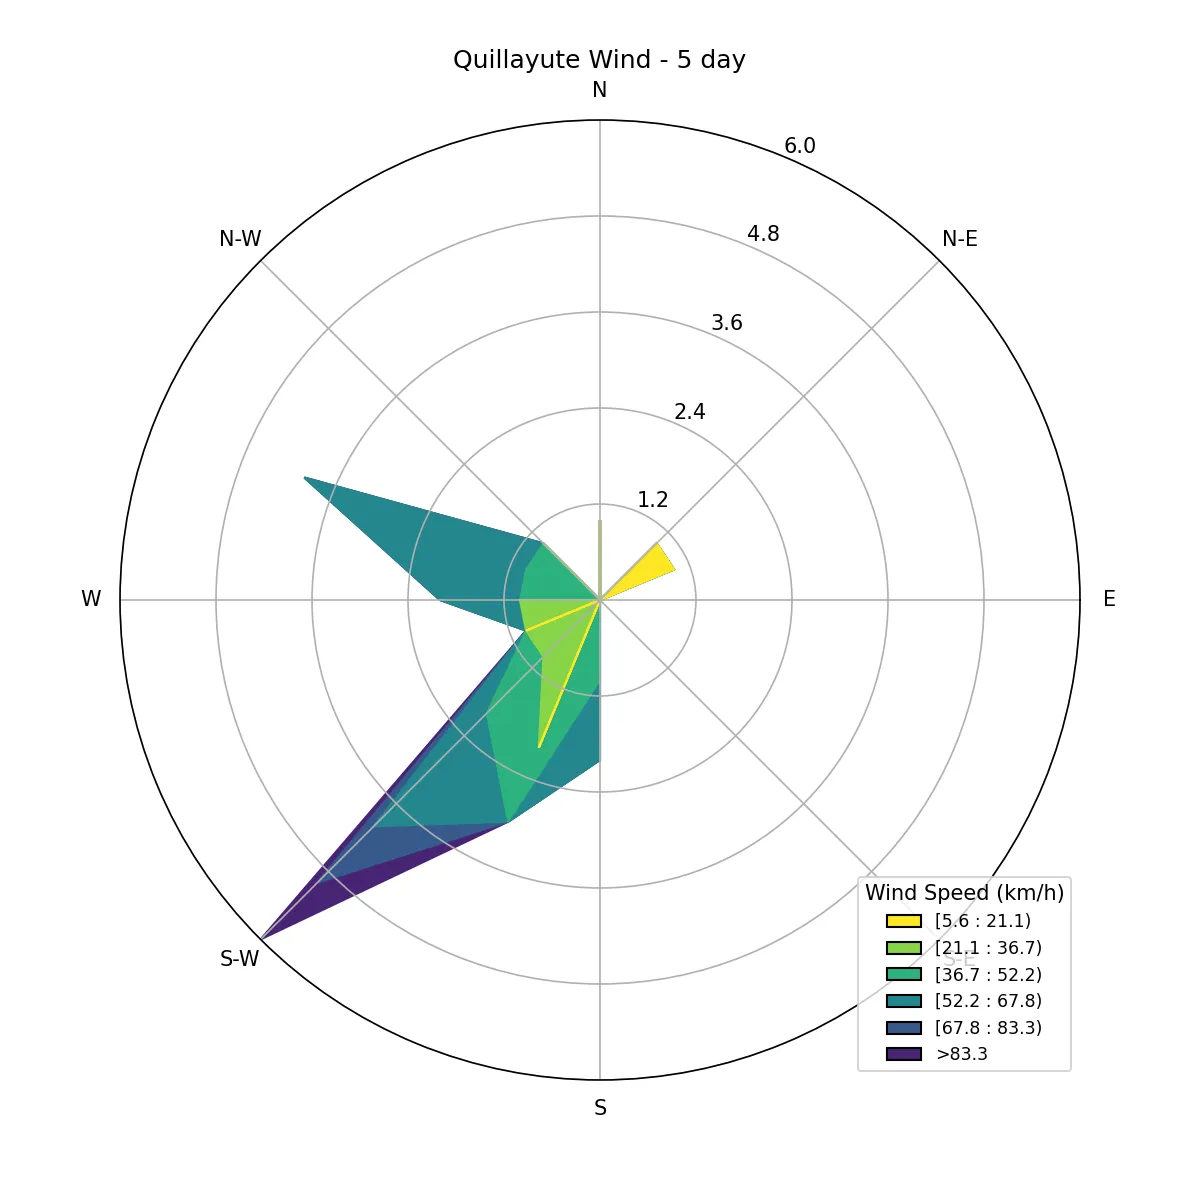 Quillayute Wind - 5 day
N
6.0
4.8
N-W
N-E
3.6
2.4
1.2
W
E
Wind Speed (km/h)
[5.6 : 21.1)
[21.1 : 36.7)
S-W
S-E
[36.7 : 52.2)
[52.2 : 67.8)
[67.8 : 83.3)
>83.3
S